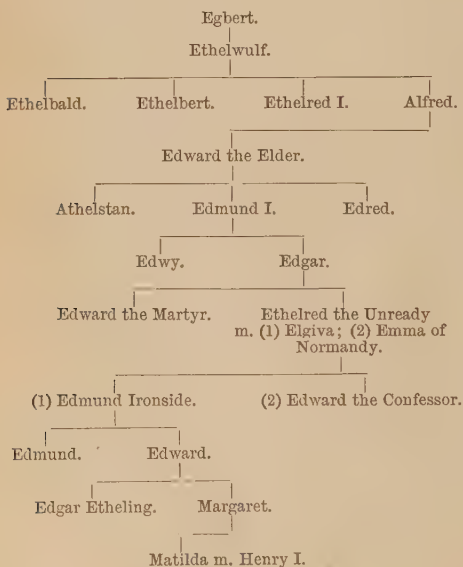 Egbert.
Ethelwulf.
Ethelbald. Ethelbert. Ethelred I. Alfred.
Edward the Elder.
Athelstan. Edmund I. Edred.
Edwy. Edgar.
Edward the Martyr. Ethelred the Unready
m. (1) Elgiva; (2) Emma of
Normandy.
(1) Edmund Ironside. (2) Edward the Confessor.
Edmund. Edward.
Edgar Etheling. Margaret.
Matilda m. Henry I.